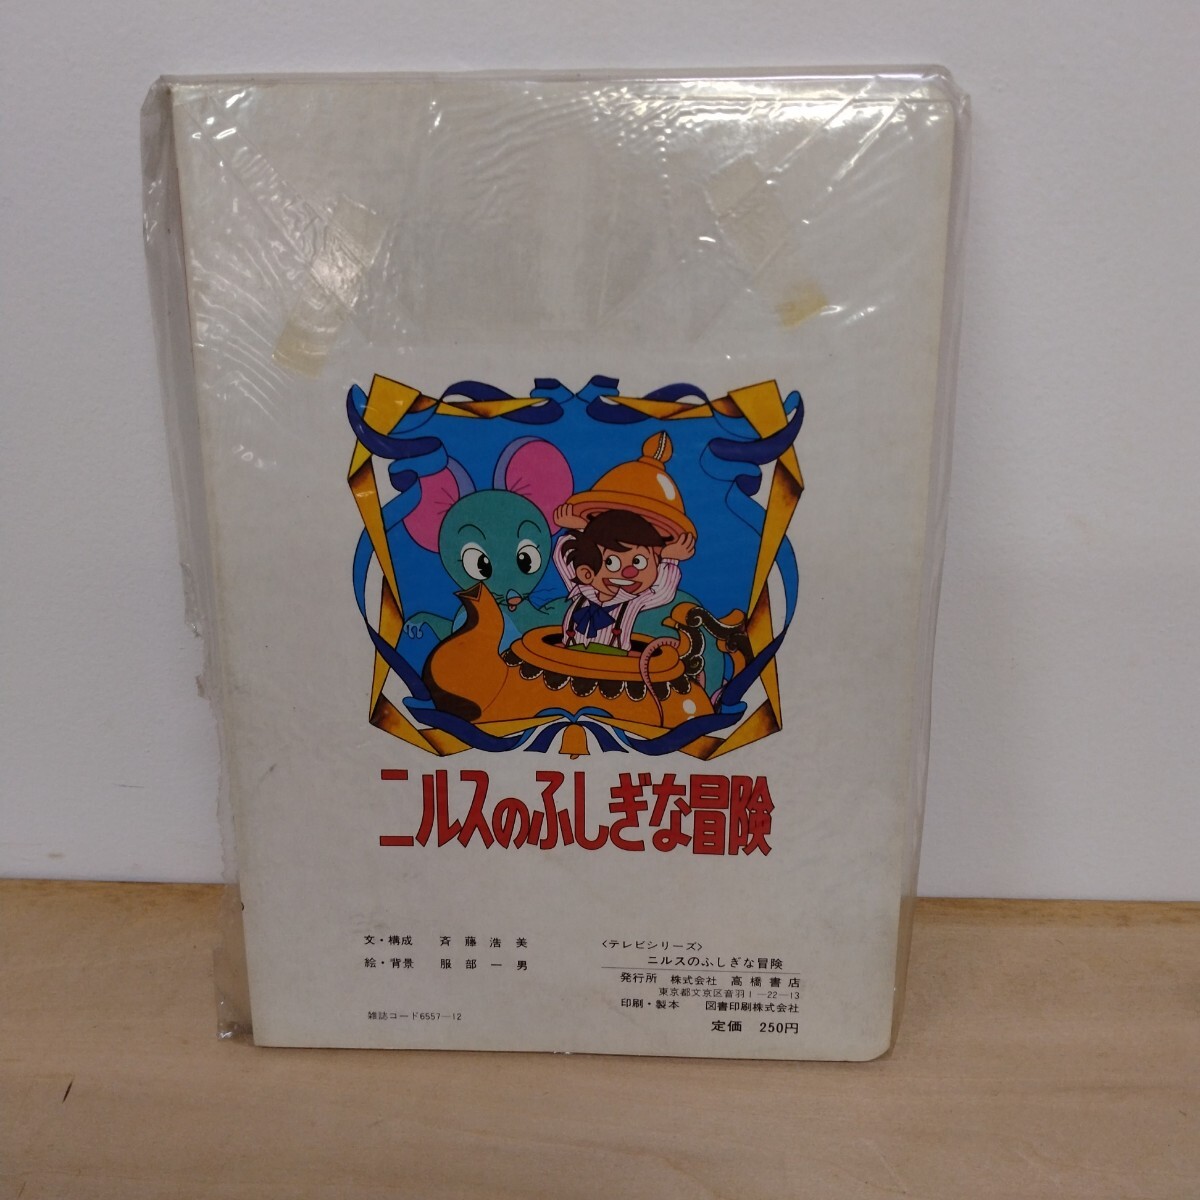 ニルスのふしぎな冒険
文・構成 斉藤浩美
絵・背景 服部一男
雑誌コード6557-12
<テレビシリーズ>
ニルスのふしぎな冒険
発行所 株式会社 高橋書店
東京都文京区音羽1-22-13
印刷・製本 図書印刷株式会社
定価 250円